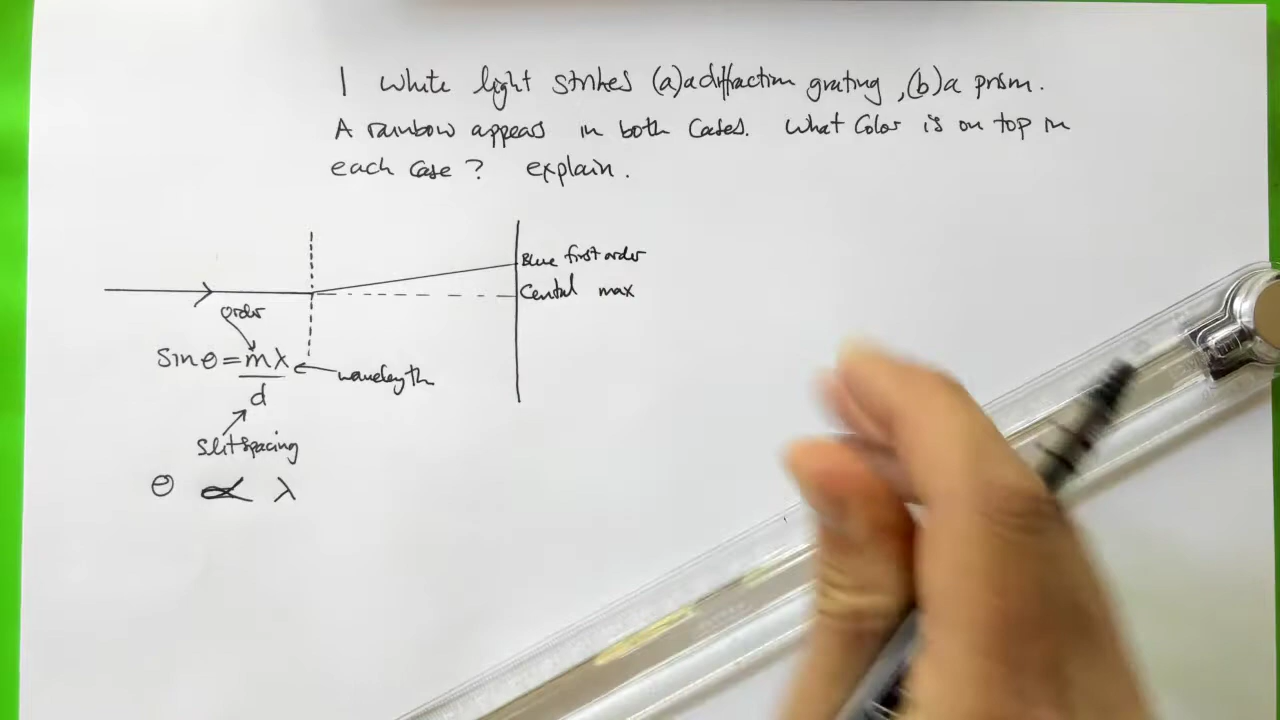 1 White light strikes (a) a diffraction grating, (b) a prism.
A rainbow appears in both cases. What Color is on top in
each case? explain.
Blue first order
Central max
order
sin θ = mλ
d
wavelength
slit spacing
θ ∝ λ